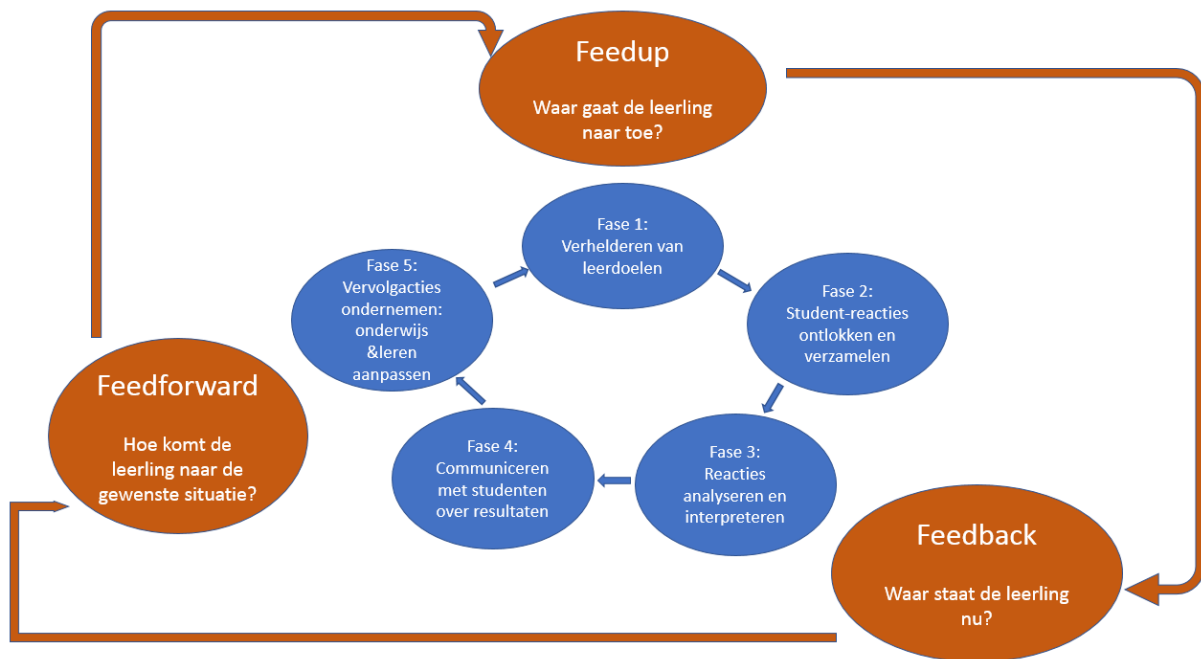 Feedup
Waar gaat de leerling
naar toe?
Fase 1:
Verhelderen van
leerdoelen
Fase 2:
Student-reacties
ontlokken en
verzamelen
Fase 3:
Reacties
analyseren en
interpreteren
Fase 4:
Communiceren
met studenten
over resultaten
Fase 5:
Vervolgacties
ondernemen:
onderwijs
&leren
aanpassen
Feedback
Waar staat de leerling
nu?
Feedforward
Hoe komt de
leerling naar de
gewenste situatie?